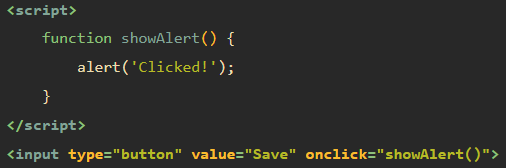 <script>
    function showAlert() {
        alert('Clicked!');
    }
</script>
<input type="button" value="Save" onclick="showAlert()">